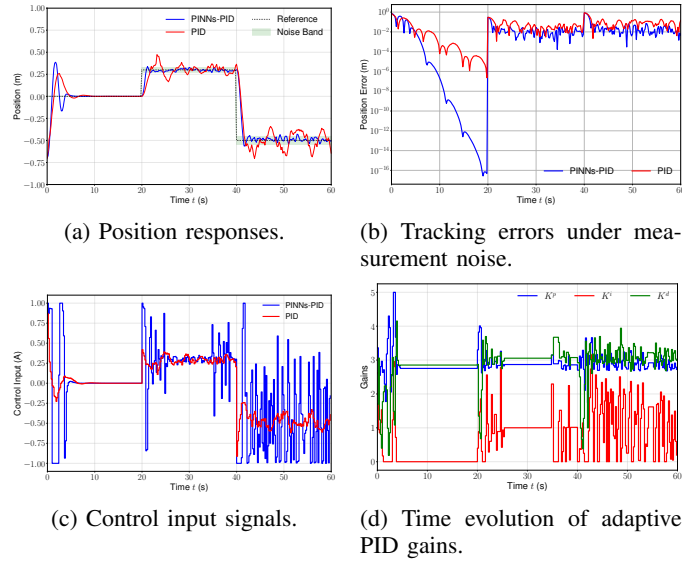 PINNs-PID
PID
Reference
Noise Band
1.00
0.75
0.50
0.25
0.00
−0.25
−0.50
−0.75
−1.00
Position (m)
0 10 20 30 40 50 60
Time t (s)
(a) Position responses.
10⁰
10⁻²
10⁻⁴
10⁻⁶
10⁻⁸
10⁻¹⁰
10⁻¹²
10⁻¹⁴
10⁻¹⁶
Position Error (m)
PINNs-PID PID
0 10 20 30 40 50 60
Time t (s)
(b) Tracking errors under mea-
surement noise.
PINNs-PID
PID
1.00
0.75
0.50
0.25
0.00
−0.25
−0.50
−0.75
−1.00
Control Input (A)
0 10 20 30 40 50 60
Time t (s)
(c) Control input signals.
Kᵖ Kⁱ Kᵈ
5
4
3
2
1
0
Gains
0 10 20 30 40 50 60
Time t (s)
(d) Time evolution of adaptive
PID gains.